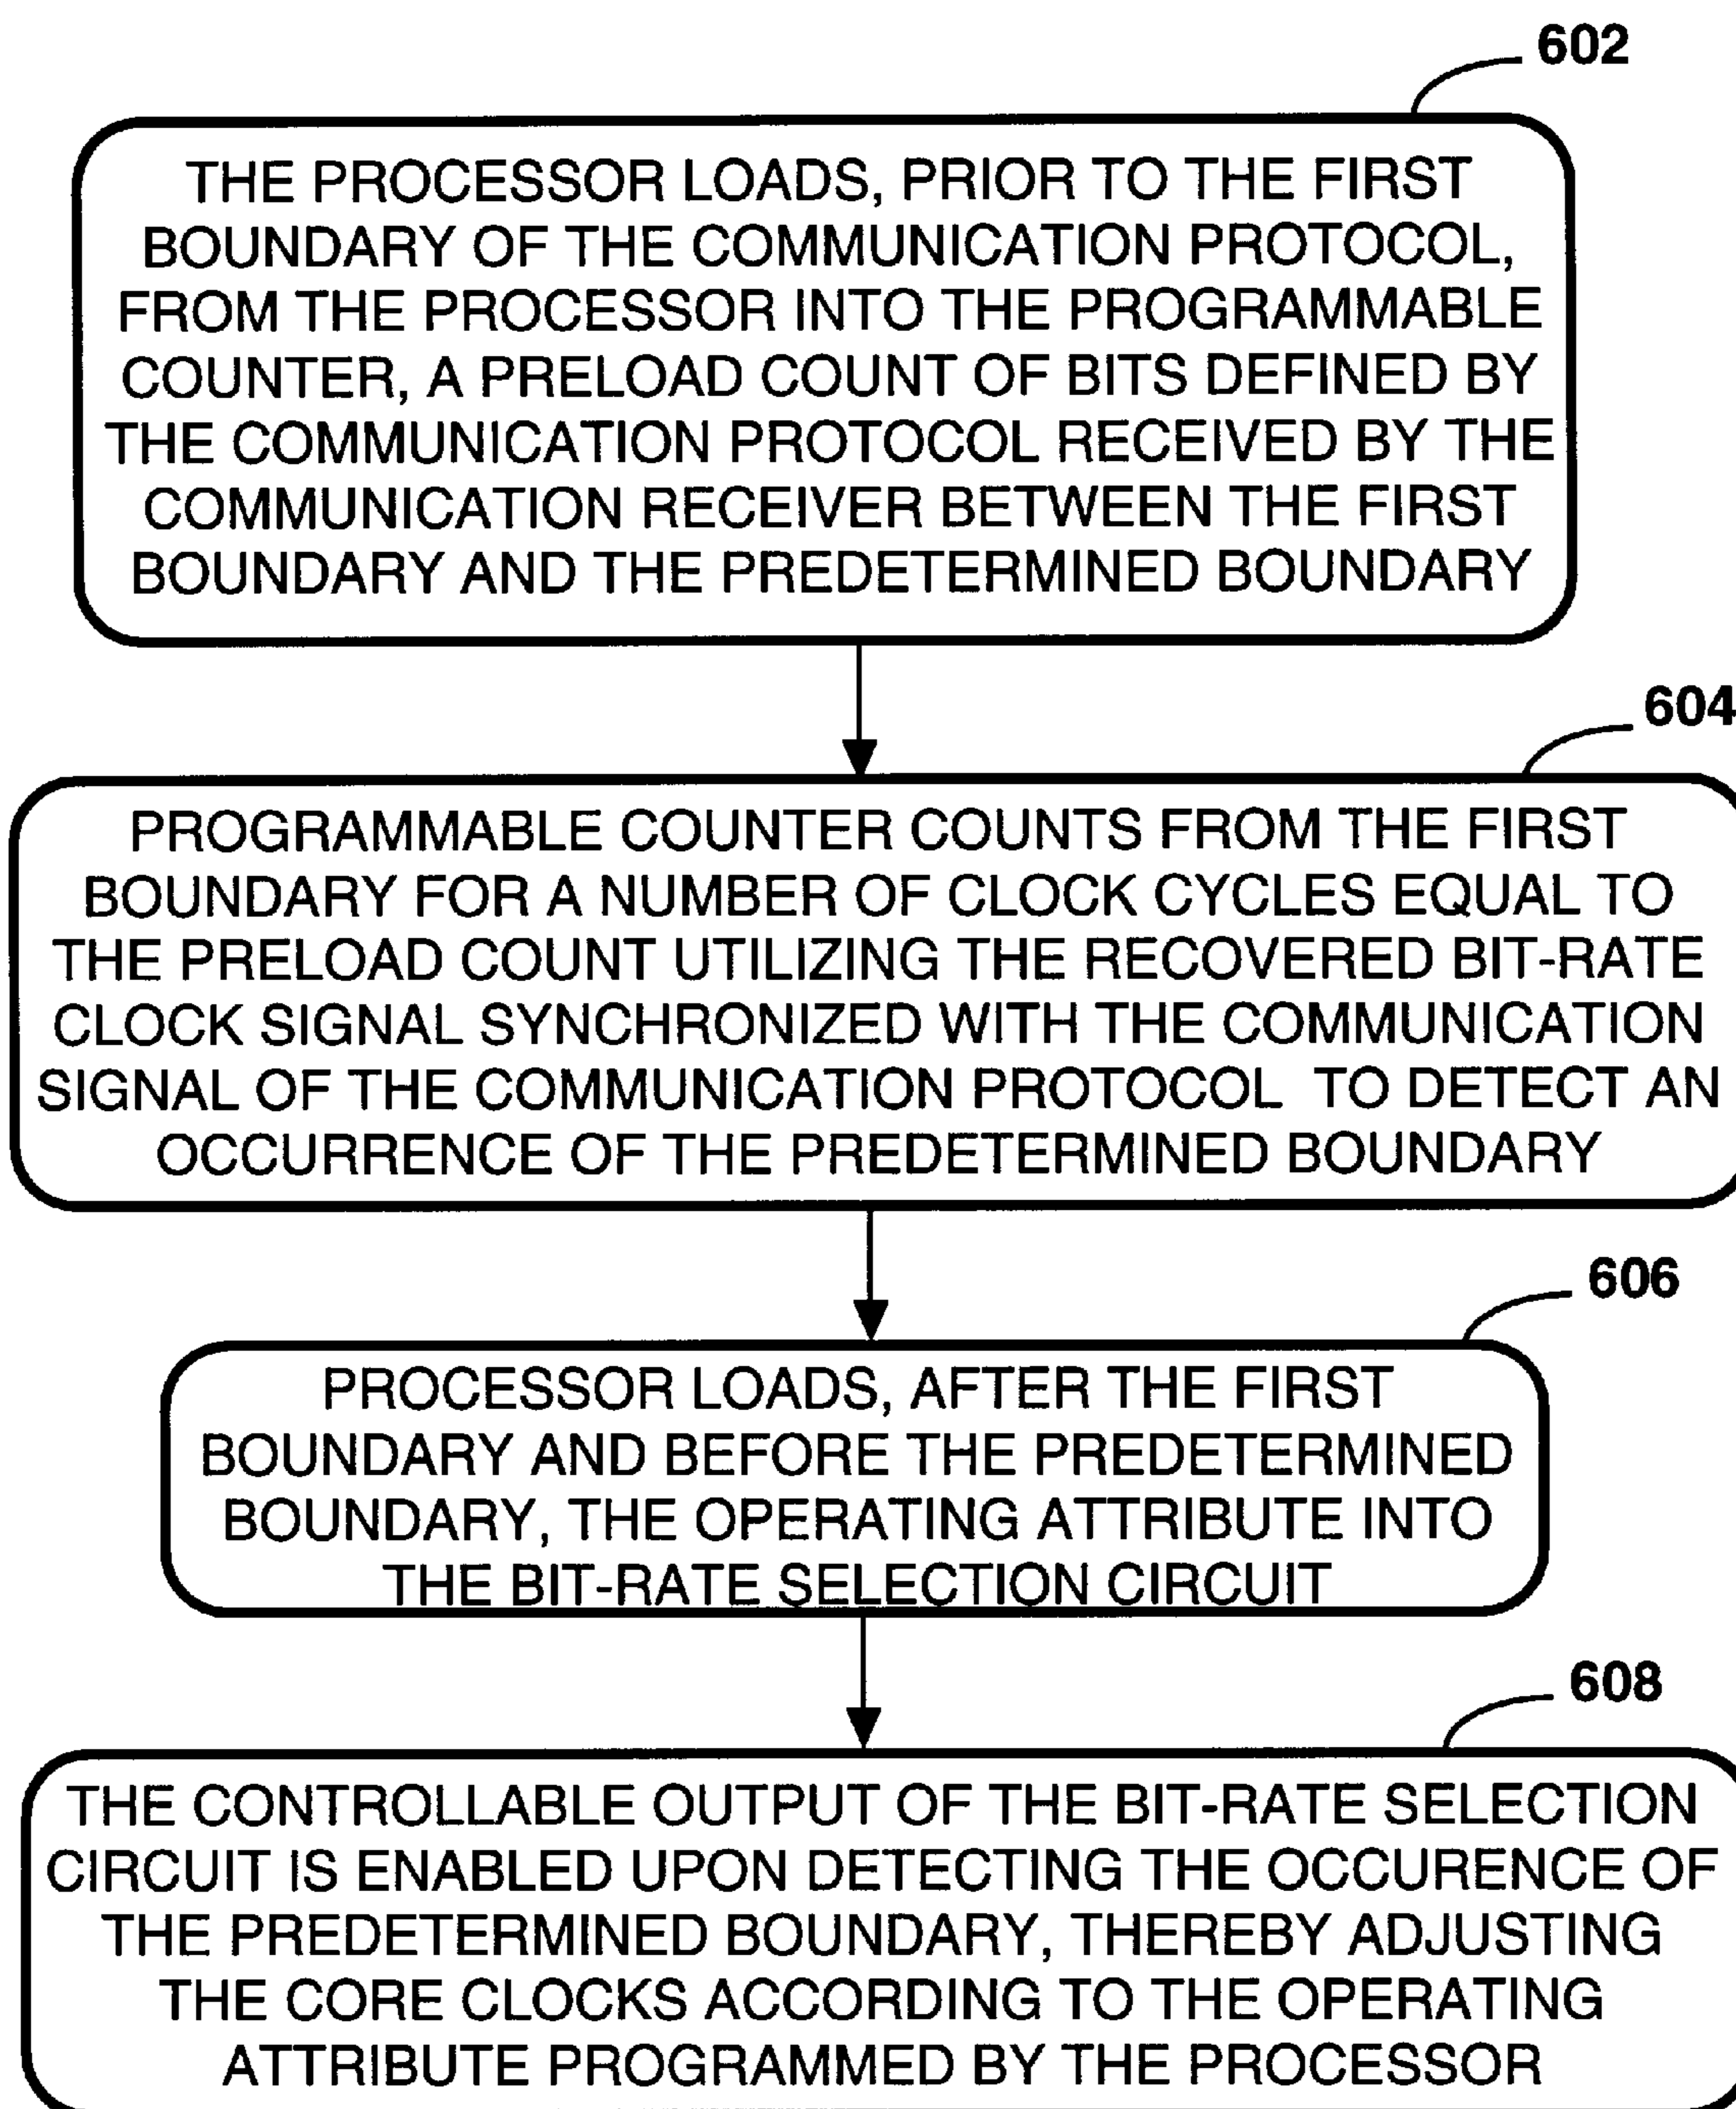 602
THE PROCESSOR LOADS, PRIOR TO THE FIRST
BOUNDARY OF THE COMMUNICATION PROTOCOL,
FROM THE PROCESSOR INTO THE PROGRAMMABLE
COUNTER, A PRELOAD COUNT OF BITS DEFINED BY
THE COMMUNICATION PROTOCOL RECEIVED BY THE
COMMUNICATION RECEIVER BETWEEN THE FIRST
BOUNDARY AND THE PREDETERMINED BOUNDARY
604
PROGRAMMABLE COUNTER COUNTS FROM THE FIRST
BOUNDARY FOR A NUMBER OF CLOCK CYCLES EQUAL TO
THE PRELOAD COUNT UTILIZING THE RECOVERED BIT-RATE
CLOCK SIGNAL SYNCHRONIZED WITH THE COMMUNICATION
SIGNAL OF THE COMMUNICATION PROTOCOL TO DETECT AN
OCCURRENCE OF THE PREDETERMINED BOUNDARY
606
PROCESSOR LOADS, AFTER THE FIRST
BOUNDARY AND BEFORE THE PREDETERMINED
BOUNDARY, THE OPERATING ATTRIBUTE INTO
THE BIT-RATE SELECTION CIRCUIT
608
THE CONTROLLABLE OUTPUT OF THE BIT-RATE SELECTION
CIRCUIT IS ENABLED UPON DETECTING THE OCCURENCE OF
THE PREDETERMINED BOUNDARY, THEREBY ADJUSTING
THE CORE CLOCKS ACCORDING TO THE OPERATING
ATTRIBUTE PROGRAMMED BY THE PROCESSOR